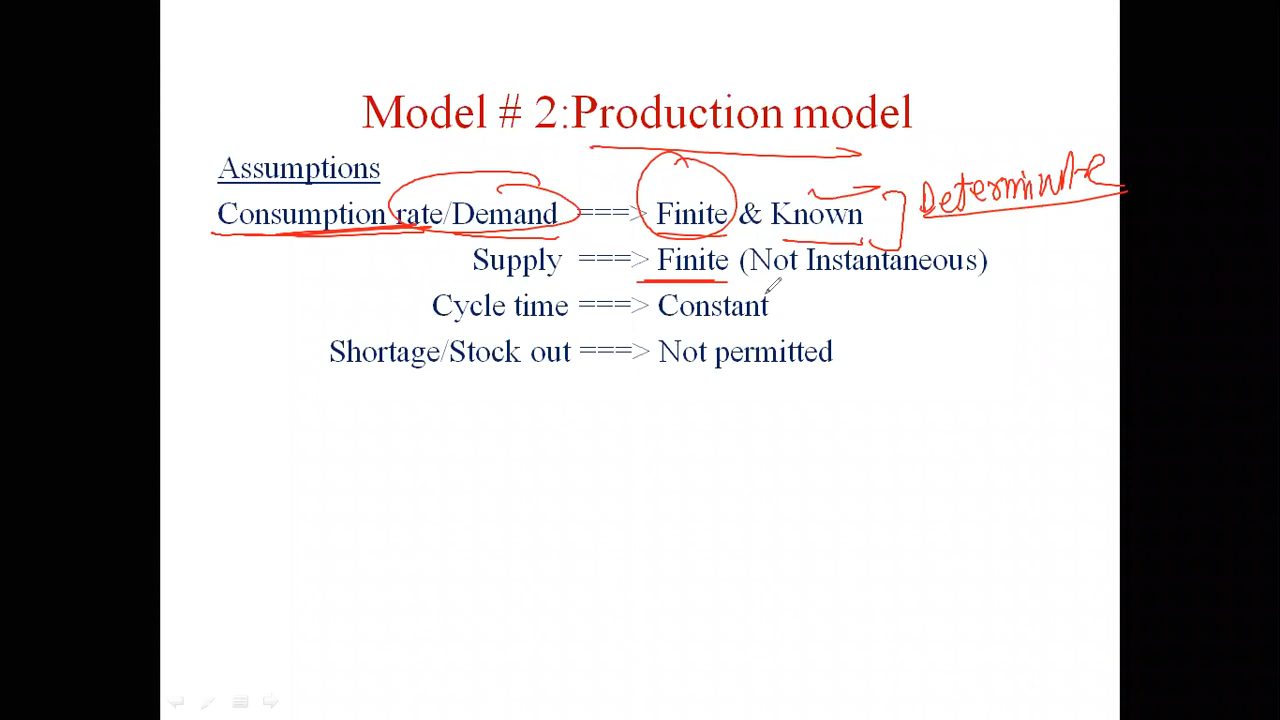 Model # 2:Production model
Assumptions
Consumption rate/Demand ===> Finite & Known Determinate
Supply ===> Finite (Not Instantaneous)
Cycle time ===> Constant
Shortage/Stock out ===> Not permitted